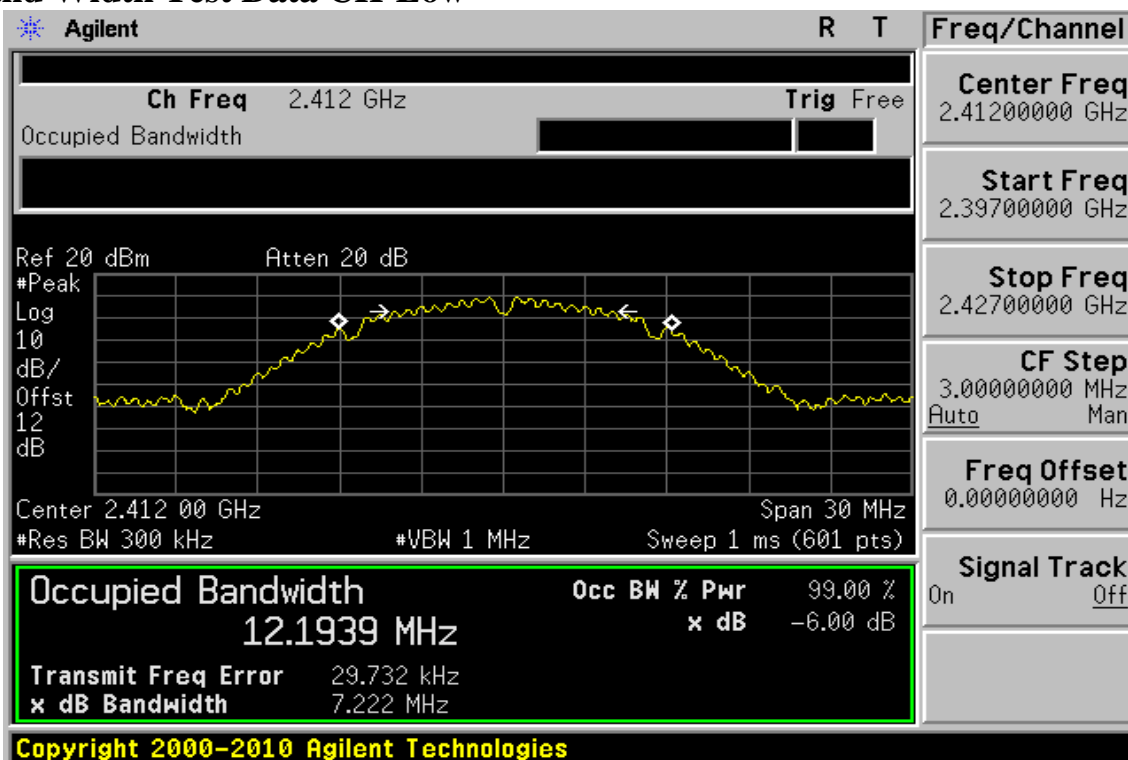 Agilent R T
Freq/Channel
Ch Freq 2.412 GHz Trig Free
Occupied Bandwidth
Center Freq
2.41200000 GHz
Start Freq
2.39700000 GHz
Stop Freq
2.42700000 GHz
CF Step
3.00000000 MHz
Auto Man
Freq Offset
0.00000000 Hz
Signal Track
On Off
Ref 20 dBm Atten 20 dB
#Peak
Log
10
dB/
Offst
12
dB
Center 2.412 00 GHz Span 30 MHz
#Res BW 300 kHz #VBW 1 MHz Sweep 1 ms (601 pts)
Occupied Bandwidth Occ BW % Pwr 99.00 %
12.1939 MHz x dB -6.00 dB
Transmit Freq Error 29.732 kHz
x dB Bandwidth 7.222 MHz
Copyright 2000-2010 Agilent Technologies